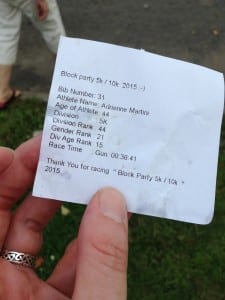 Block party 5k / 10k 2015 :-)
Bib Number: 31
Athlete Name: Adrienne Martini
Age of Athlete: 44
Division 5K
Division Rank 44
Gender Rank 21
Div Age Rank 15
Race Time Gun: 00:36:41
Thank You for racing " Block Party 5k / 10k "
2015.